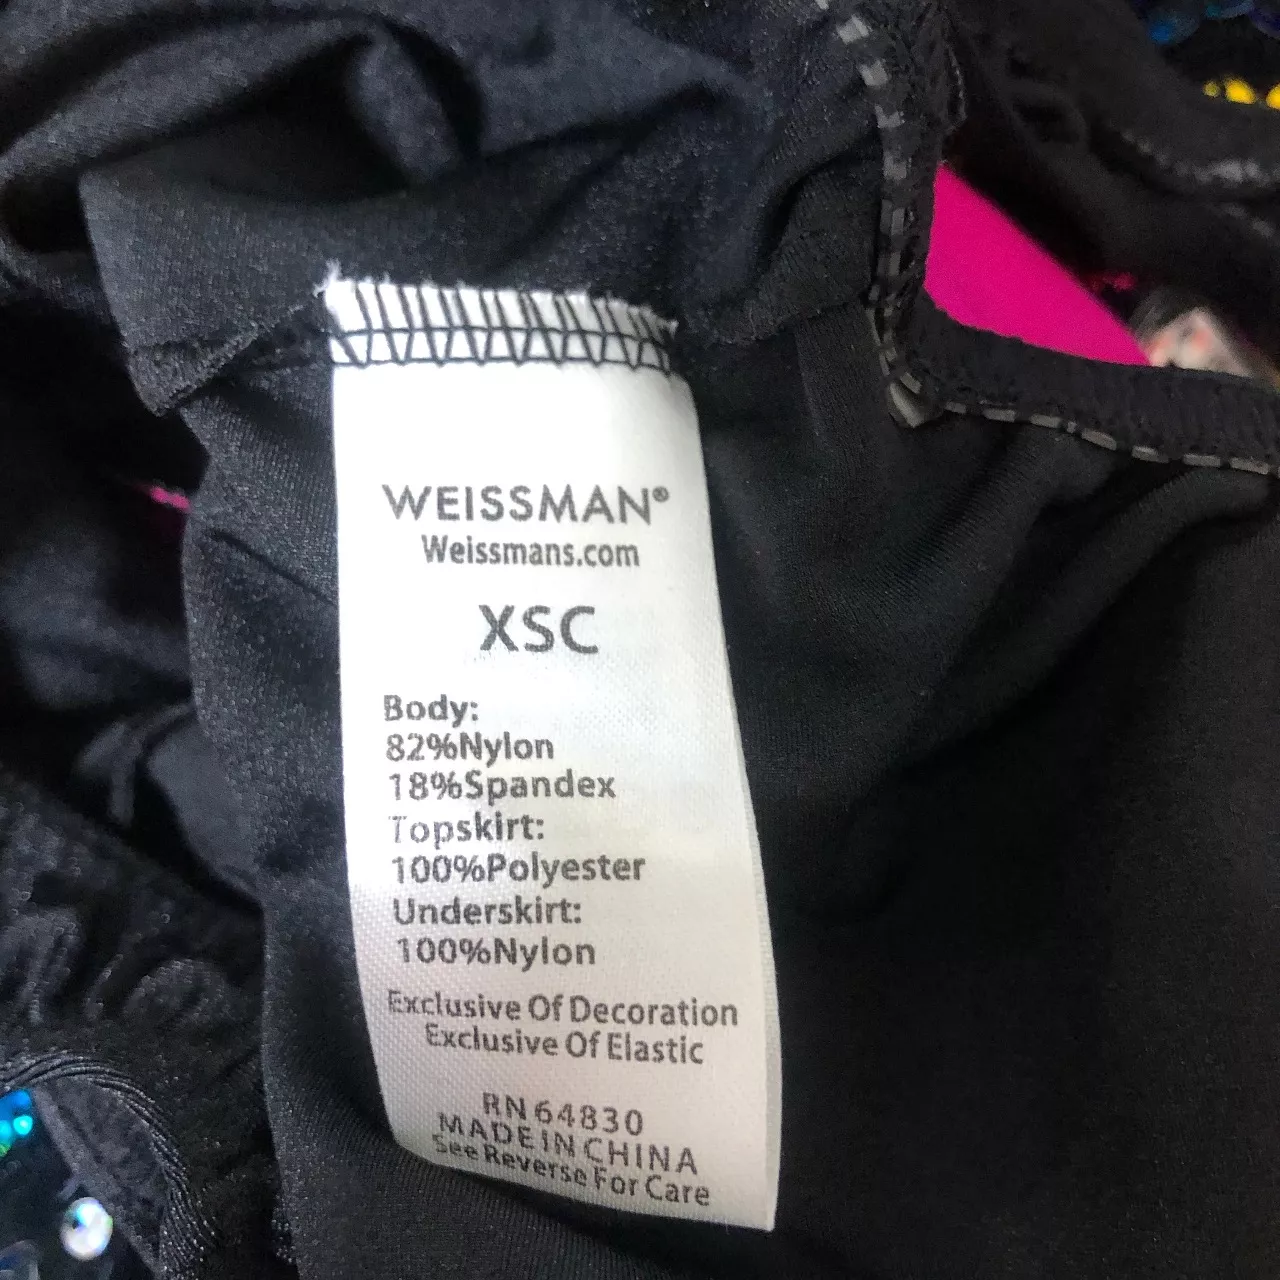 WEISSMAN®
Weissmans.com
XSC
Body:
82%Nylon
18%Spandex
Topskirt:
100%Polyester
Underskirt:
100%Nylon
Exclusive Of Decoration
Exclusive Of Elastic
RN 64830
MADE IN CHINA
See Reverse For Care